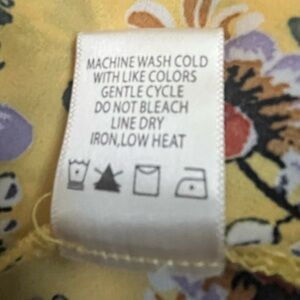 MACHINE WASH COLD
WITH LIKE COLORS
GENTLE CYCLE
DO NOT BLEACH
LINE DRY
IRON,LOW HEAT